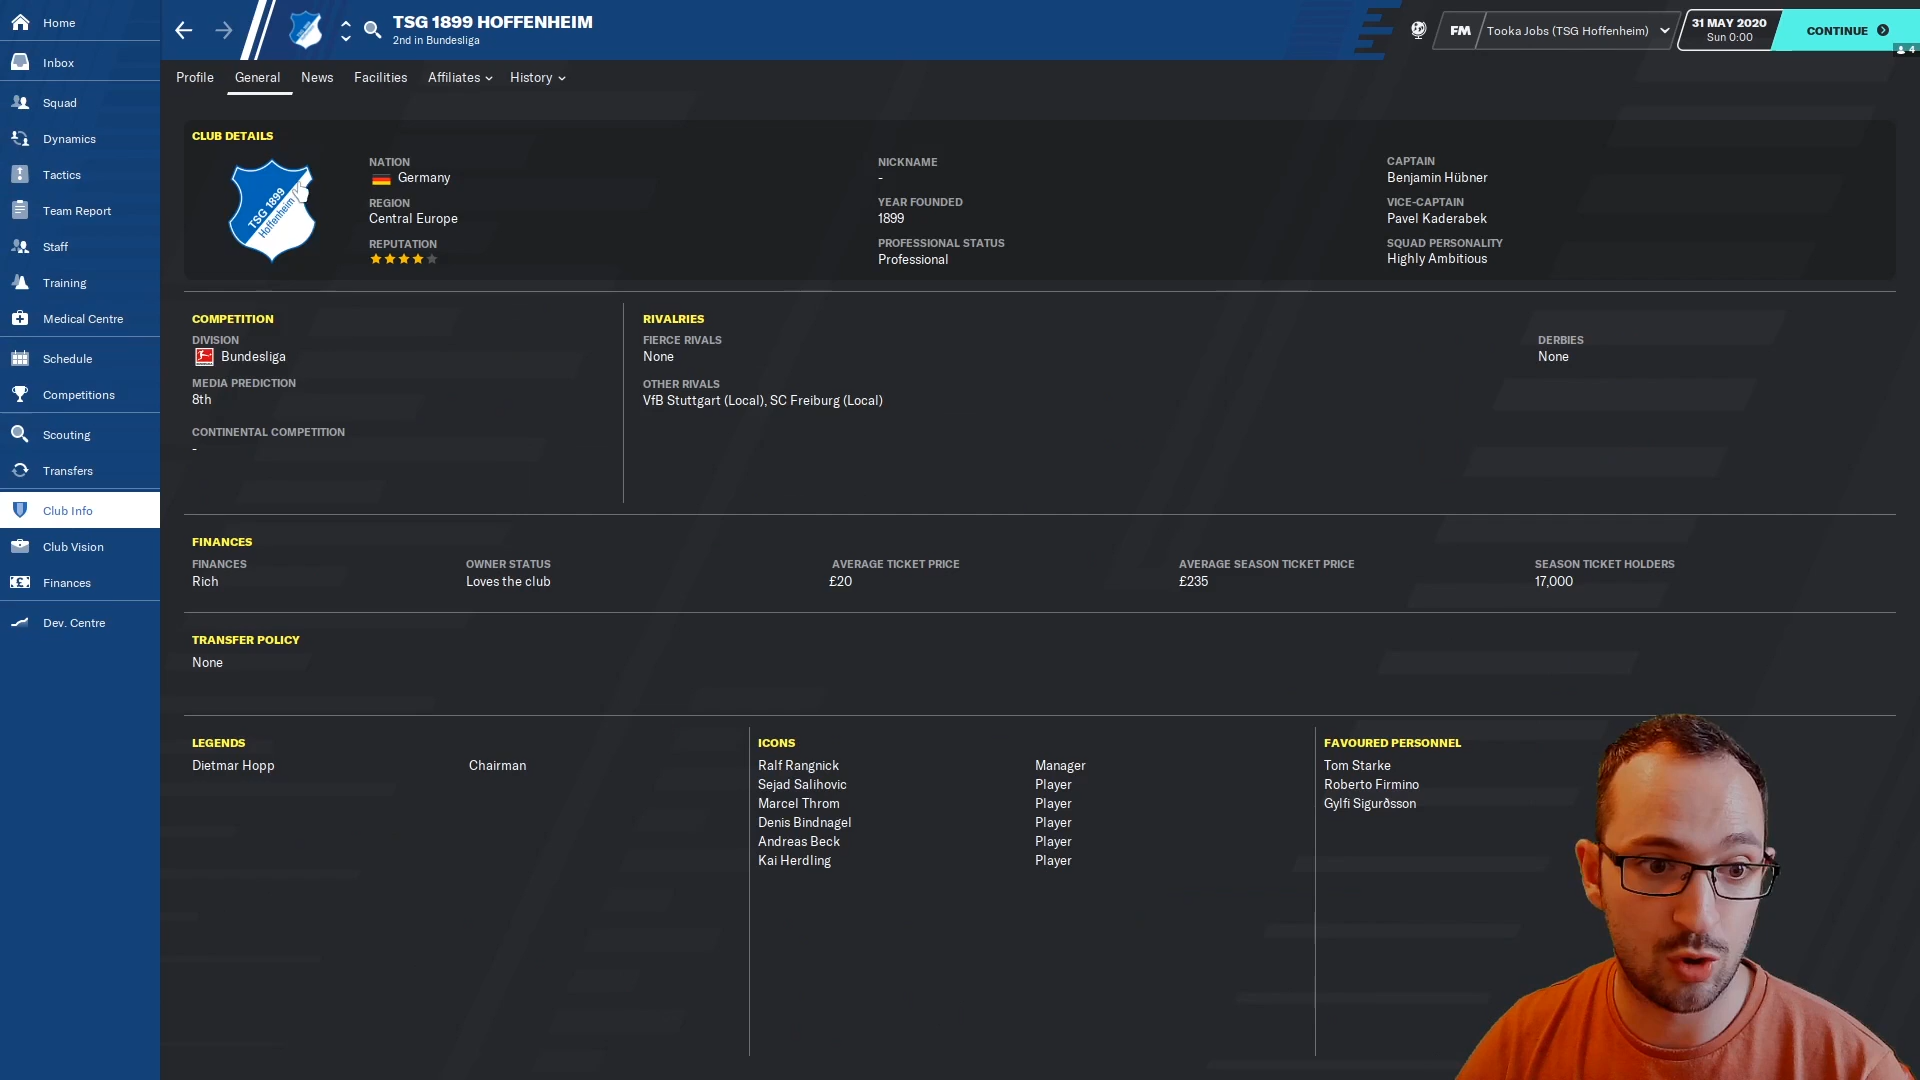 Home
Inbox
Squad
Dynamics
Tactics
Team Report
Staff
Training
Medical Centre
Schedule
Competitions
Scouting
Transfers
Club Info
Club Vision
Finances
Dev. Centre
TSG 1899 HOFFENHEIM
2nd in Bundesliga
FM Tooka Jobs (TSG Hoffenheim)
31 MAY 2020
Sun 0:00
CONTINUE
4
Profile General News Facilities Affiliates History
CLUB DETAILS
TSG 1899
Hoffenheim
NATION
Germany
REGION
Central Europe
REPUTATION
NICKNAME
-
YEAR FOUNDED
1899
PROFESSIONAL STATUS
Professional
CAPTAIN
Benjamin Hübner
VICE-CAPTAIN
Pavel Kaderabek
SQUAD PERSONALITY
Highly Ambitious
COMPETITION
DIVISION
Bundesliga
MEDIA PREDICTION
8th
CONTINENTAL COMPETITION
-
RIVALRIES
FIERCE RIVALS
None
OTHER RIVALS
VfB Stuttgart (Local), SC Freiburg (Local)
DERBIES
None
FINANCES
FINANCES
Rich
OWNER STATUS
Loves the club
AVERAGE TICKET PRICE
£20
AVERAGE SEASON TICKET PRICE
£235
SEASON TICKET HOLDERS
17,000
TRANSFER POLICY
None
LEGENDS
Dietmar Hopp Chairman
ICONS
Ralf Rangnick Manager
Sejad Salihovic Player
Marcel Throm Player
Denis Bindnagel Player
Andreas Beck Player
Kai Herdling Player
FAVOURED PERSONNEL
Tom Starke
Roberto Firmino
Gylfi Sigurðsson